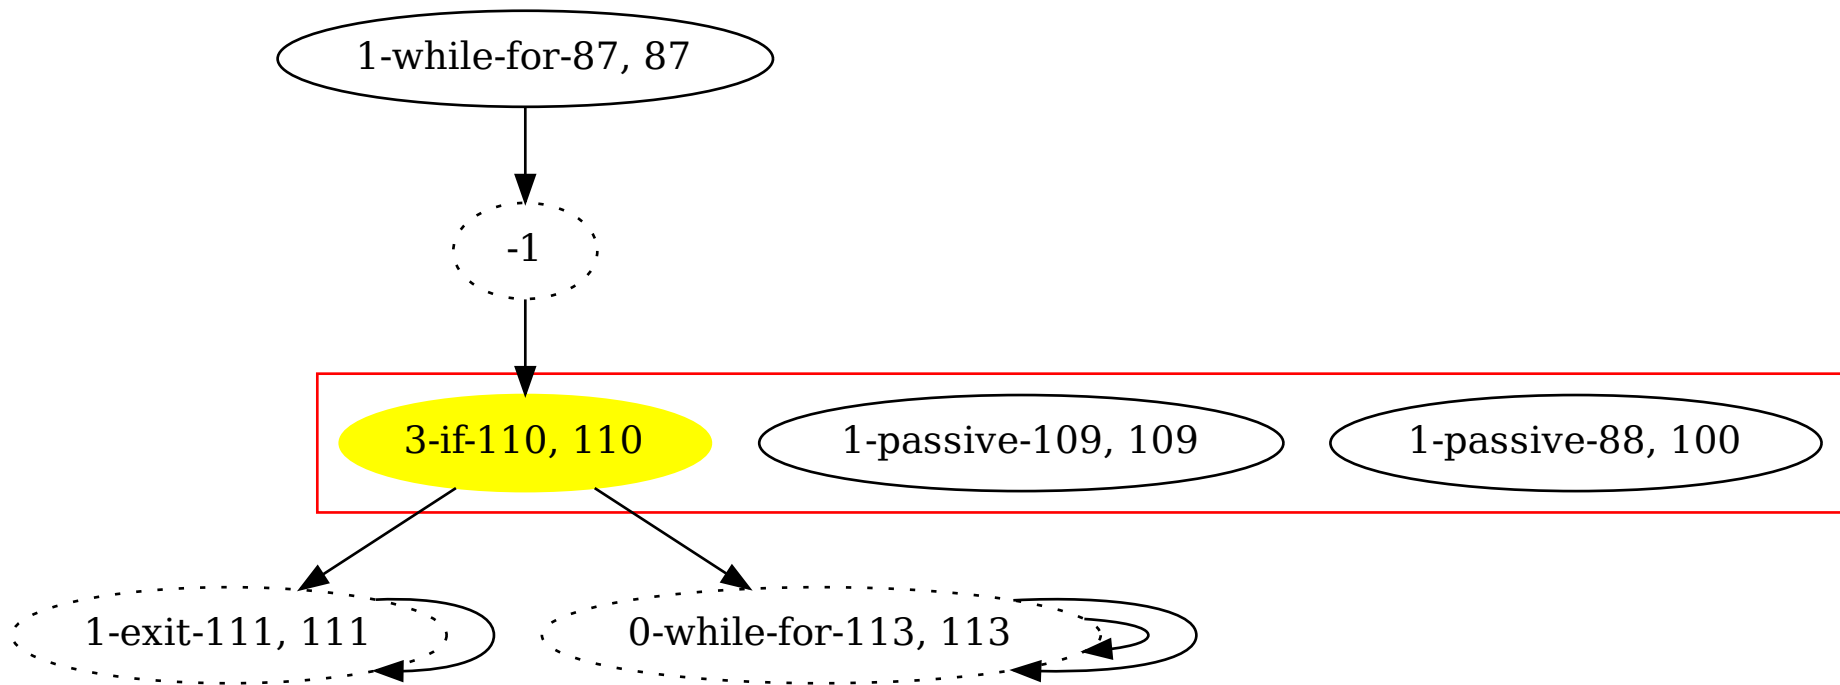 1-while-for-87, 87
-1
3-if-110, 110
1-passive-109, 109
1-passive-88, 100
1-exit-111, 111
0-while-for-113, 113